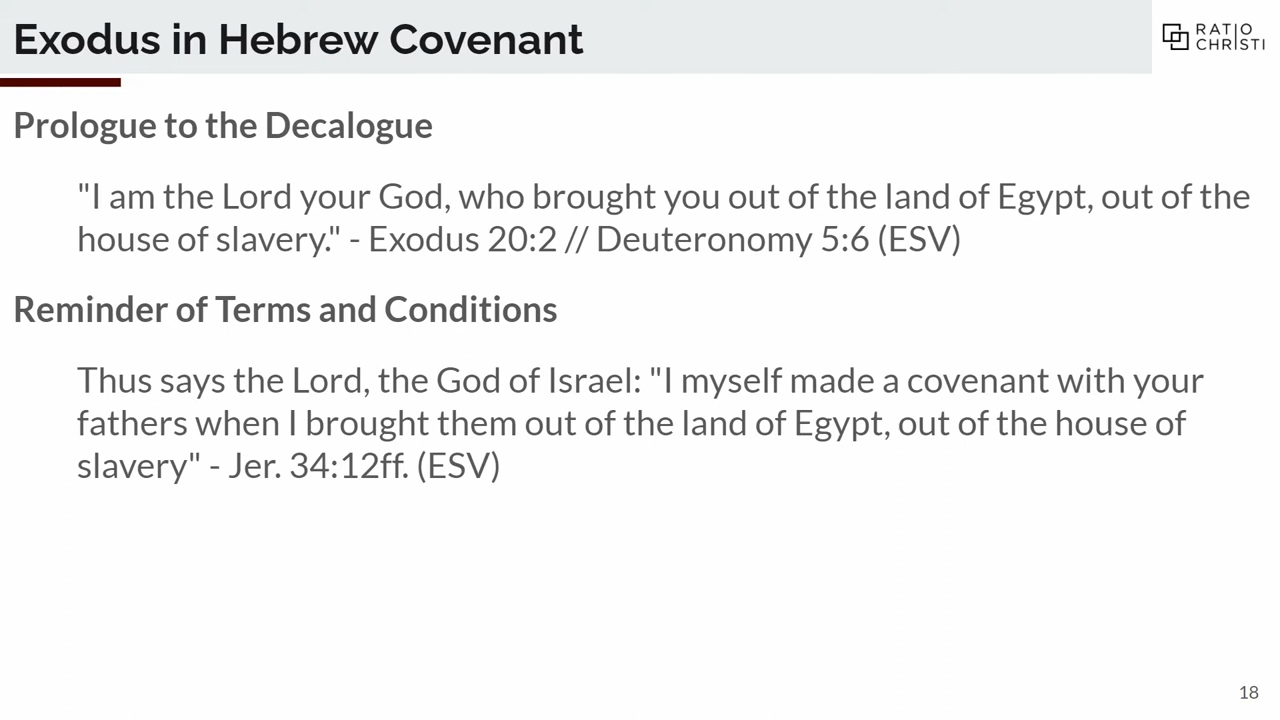 Exodus in Hebrew Covenant
RATIO
CHRISTI
Prologue to the Decalogue
"I am the Lord your God, who brought you out of the land of Egypt, out of the
house of slavery." - Exodus 20:2 // Deuteronomy 5:6 (ESV)
Reminder of Terms and Conditions
Thus says the Lord, the God of Israel: "I myself made a covenant with your
fathers when I brought them out of the land of Egypt, out of the house of
slavery" - Jer. 34:12ff. (ESV)
18